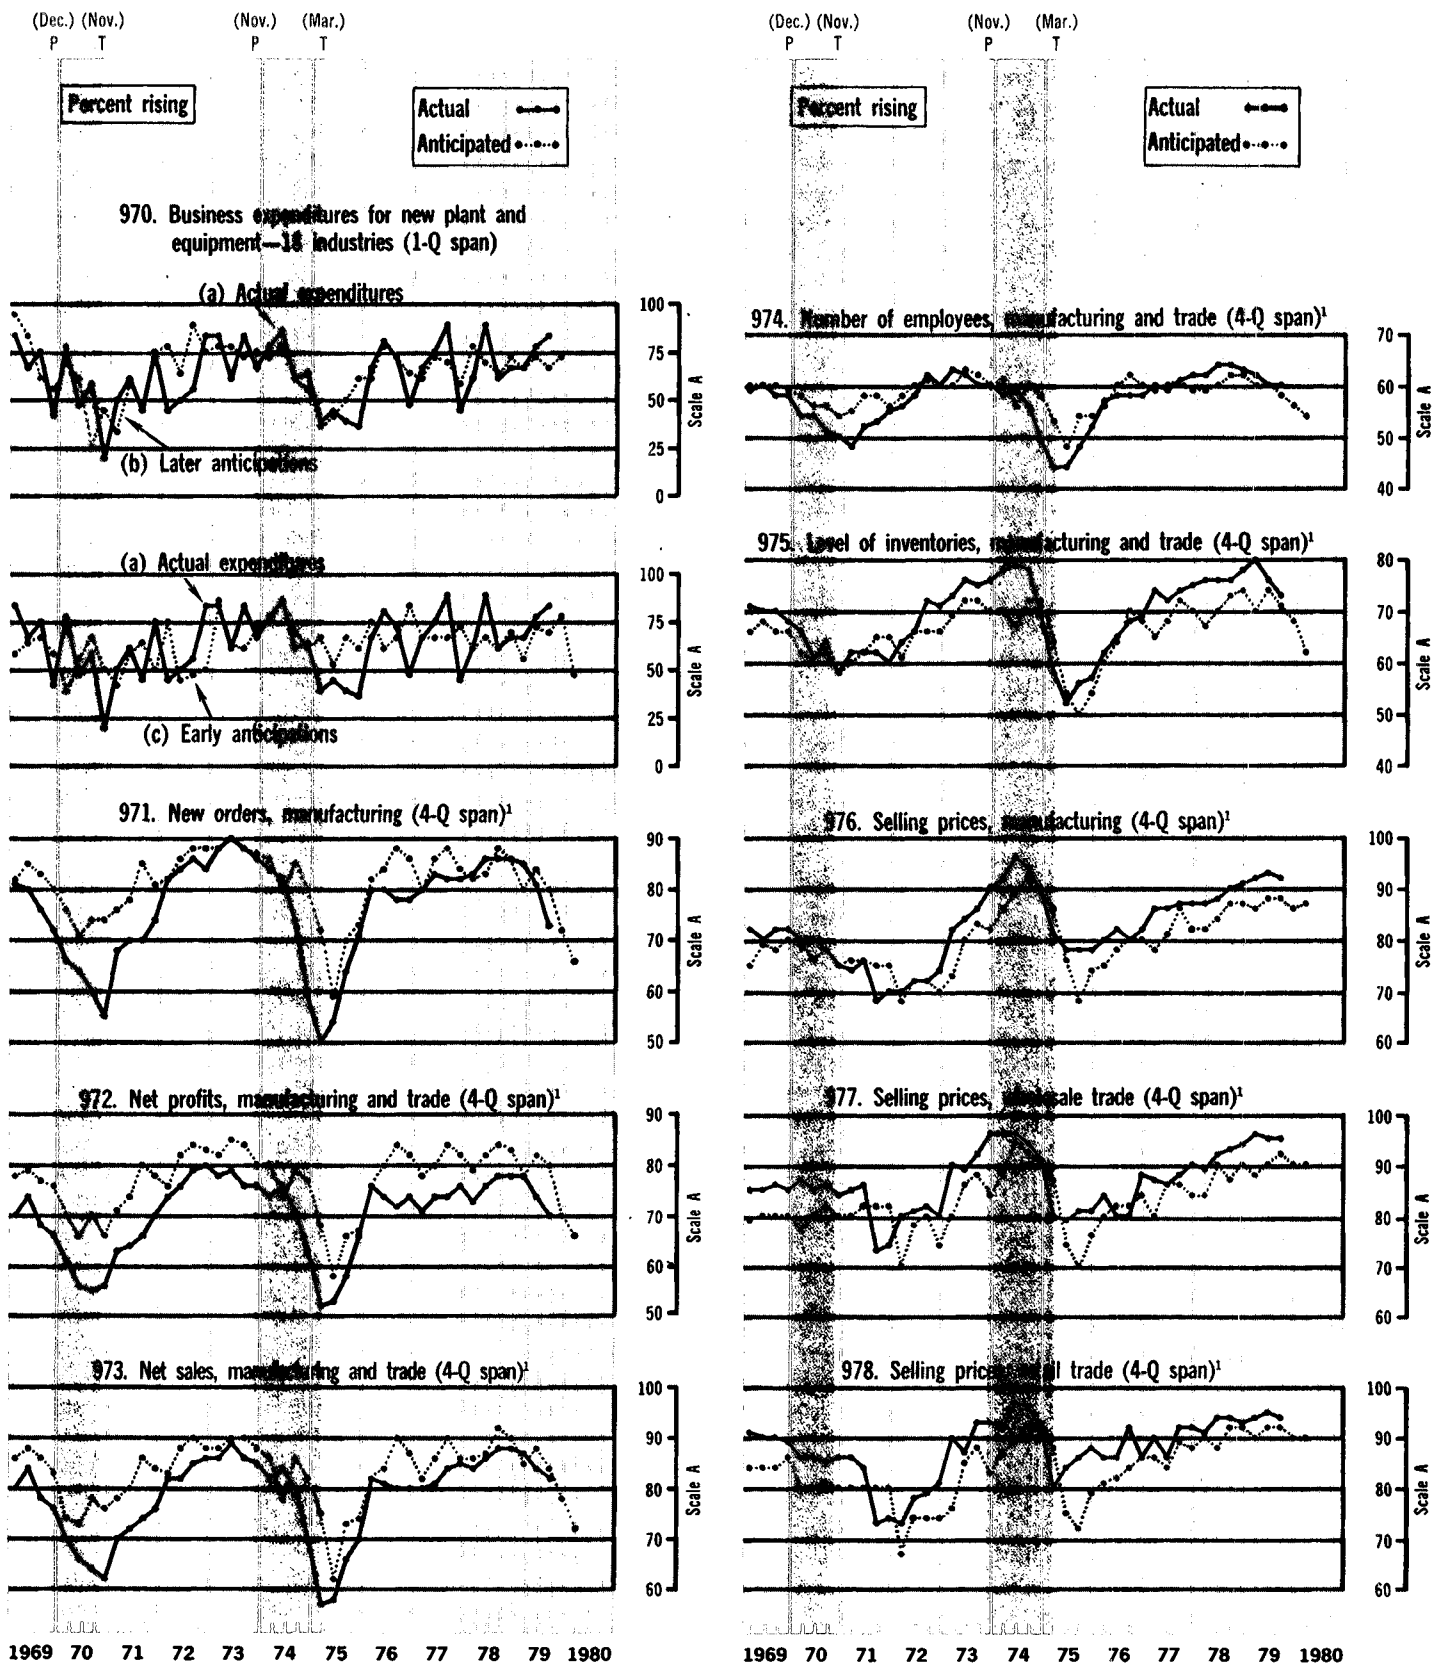 (Dec.) (Nov.) (Nov.) (Mar.)
P T P T
Percent rising
Actual
Anticipated
970. Business expenditures for new plant and
equipment—18 industries (1-Q span)
(a) Actual expenditures
100
75
50
25
0
Scale A
(b) Later anticipations
(a) Actual expenditures
100
75
50
25
0
Scale A
(c) Early anticipations
971. New orders, manufacturing (4-Q span)¹
90
80
70
60
50
Scale A
972. Net profits, manufacturing and trade (4-Q span)¹
90
80
70
60
50
Scale A
973. Net sales, manufacturing and trade (4-Q span)¹
100
90
80
70
60
Scale A
1969 70 71 72 73 74 75 76 77 78 79 1980
(Dec.) (Nov.) (Nov.) (Mar.)
P T P T
Percent rising
Actual
Anticipated
974. Number of employees, manufacturing and trade (4-Q span)¹
70
60
50
40
Scale A
975. Level of inventories, manufacturing and trade (4-Q span)¹
80
70
60
50
40
Scale A
976. Selling prices, manufacturing (4-Q span)¹
100
90
80
70
60
Scale A
977. Selling prices, wholesale trade (4-Q span)¹
100
90
80
70
60
Scale A
978. Selling prices, retail trade (4-Q span)¹
100
90
80
70
60
Scale A
1969 70 71 72 73 74 75 76 77 78 79 1980